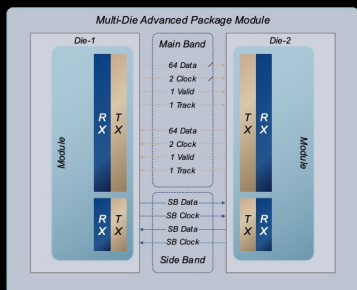 Multi-Die Advanced Package Module
Die-1
Main Band
Die-2
64 Data
2 Clock
1 Valid
1 Track
64 Data
2 Clock
1 Valid
1 Track
Module
R X
T X
T X
R X
Module
R X
T X
T X
R X
SB Data
SB Clock
SB Data
SB Clock
Side Band